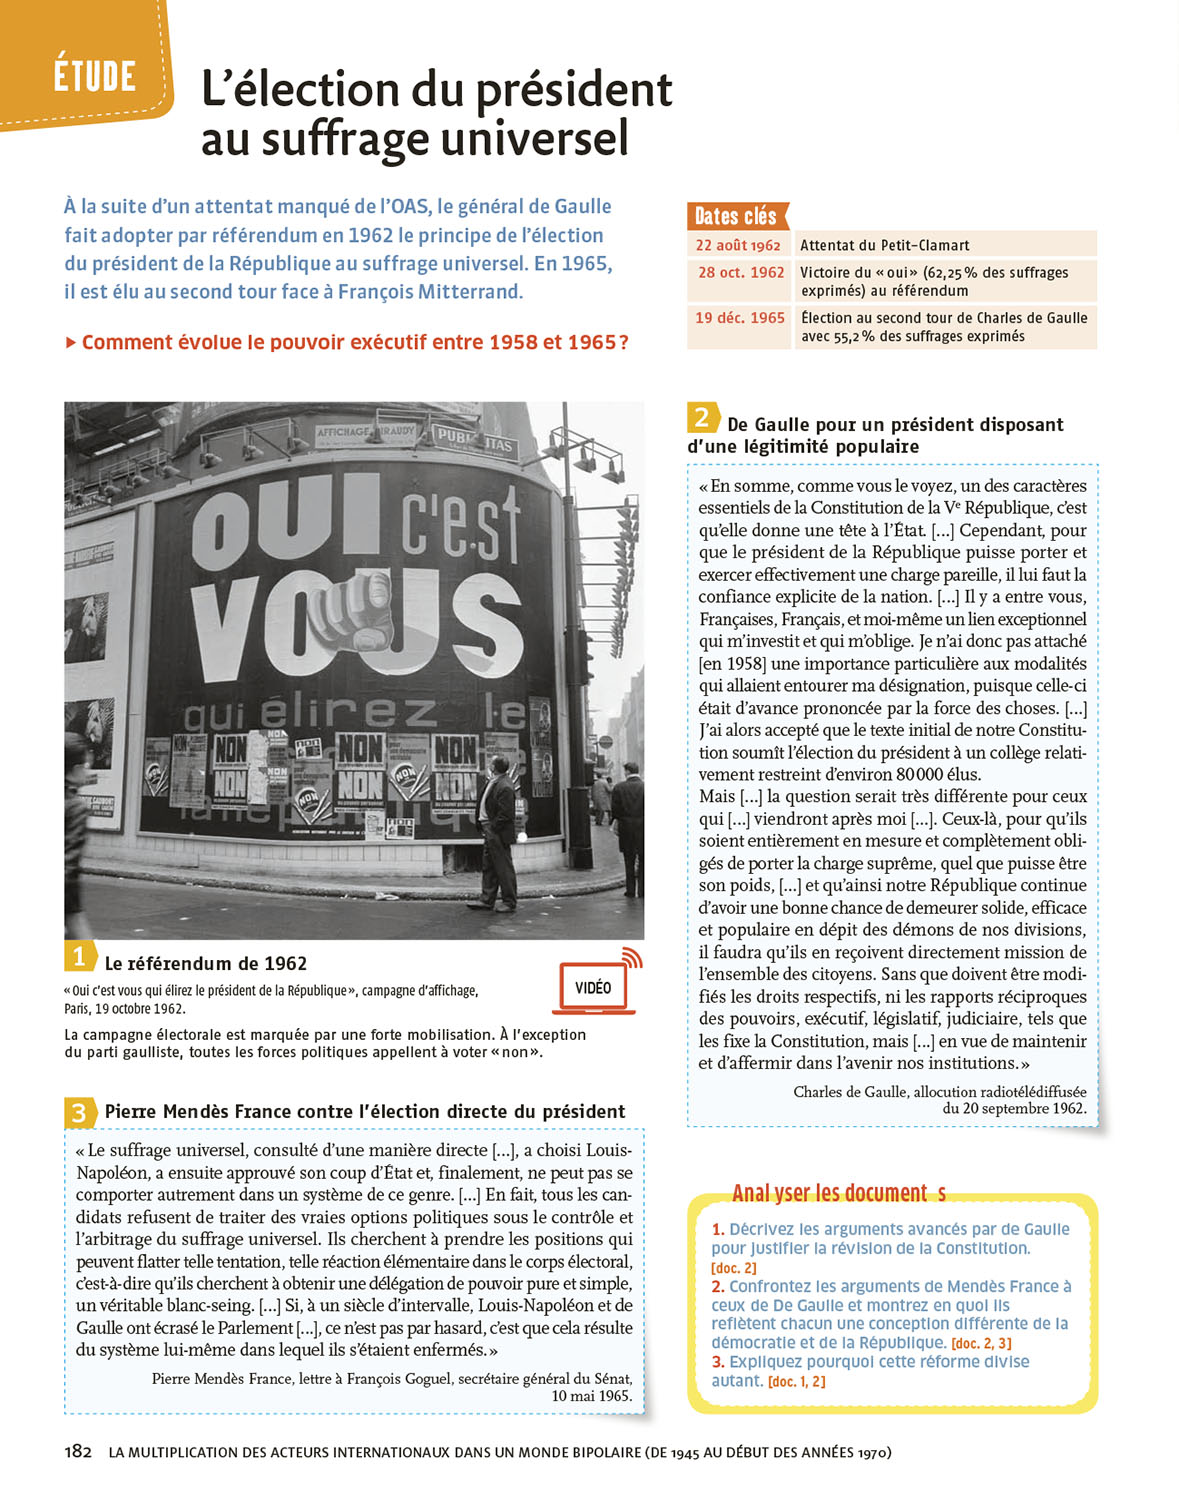 ÉTUDE
L’élection du président
au suffrage universel
À la suite d’un attentat manqué de l’OAS, le général de Gaulle
fait adopter par référendum en 1962 le principe de l’élection
du président de la République au suffrage universel. En 1965,
il est élu au second tour face à François Mitterrand.
▶ Comment évolue le pouvoir exécutif entre 1958 et 1965 ?
Dates clés
22 août 1962 Attentat du Petit-Clamart
28 oct. 1962 Victoire du « oui » (62,25 % des suffrages
exprimés) au référendum
19 déc. 1965 Élection au second tour de Charles de Gaulle
avec 55,2 % des suffrages exprimés
AFFICHAGE GIRAUDY
PUBLICITAS
OUI c'est
VOUS
qui élirez le
NON
NON
NON
NON
NON
NON
NON
NON
la république
1 Le référendum de 1962
« Oui c’est vous qui élirez le président de la République », campagne d’affichage,
Paris, 19 octobre 1962.
VIDÉO
La campagne électorale est marquée par une forte mobilisation. À l’exception
du parti gaulliste, toutes les forces politiques appellent à voter « non ».
3 Pierre Mendès France contre l’élection directe du président
« Le suffrage universel, consulté d’une manière directe [...], a choisi Louis-
Napoléon, a ensuite approuvé son coup d’État et, finalement, ne peut pas se
comporter autrement dans un système de ce genre. [...] En fait, tous les can-
didats refusent de traiter des vraies options politiques sous le contrôle et
l’arbitrage du suffrage universel. Ils cherchent à prendre les positions qui
peuvent flatter telle tentation, telle réaction élémentaire dans le corps électoral,
c’est-à-dire qu’ils cherchent à obtenir une délégation de pouvoir pure et simple,
un véritable blanc-seing. [...] Si, à un siècle d’intervalle, Louis-Napoléon et de
Gaulle ont écrasé le Parlement [...], ce n’est pas par hasard, c’est que cela résulte
du système lui-même dans lequel ils s’étaient enfermés. »
Pierre Mendès France, lettre à François Goguel, secrétaire général du Sénat,
10 mai 1965.
2 De Gaulle pour un président disposant
d’une légitimité populaire
« En somme, comme vous le voyez, un des caractères
essentiels de la Constitution de la Ve République, c’est
qu’elle donne une tête à l’État. [...] Cependant, pour
que le président de la République puisse porter et
exercer effectivement une charge pareille, il lui faut la
confiance explicite de la nation. [...] Il y a entre vous,
Françaises, Français, et moi-même un lien exceptionnel
qui m’investit et qui m’oblige. Je n’ai donc pas attaché
[en 1958] une importance particulière aux modalités
qui allaient entourer ma désignation, puisque celle-ci
était d’avance prononcée par la force des choses. [...]
J’ai alors accepté que le texte initial de notre Constitu-
tion soumît l’élection du président à un collège relati-
vement restreint d’environ 80 000 élus.
Mais [...] la question serait très différente pour ceux
qui [...] viendront après moi [...]. Ceux-là, pour qu’ils
soient entièrement en mesure et complètement obli-
gés de porter la charge suprême, quel que puisse être
son poids, [...] et qu’ainsi notre République continue
d’avoir une bonne chance de demeurer solide, efficace
et populaire en dépit des démons de nos divisions,
il faudra qu’ils en reçoivent directement mission de
l’ensemble des citoyens. Sans que doivent être modi-
fiés les droits respectifs, ni les rapports réciproques
des pouvoirs, exécutif, législatif, judiciaire, tels que
les fixe la Constitution, mais [...] en vue de maintenir
et d’affermir dans l’avenir nos institutions. »
Charles de Gaulle, allocution radiotélédiffusée
du 20 septembre 1962.
Anal yser les document s
1. Décrivez les arguments avancés par de Gaulle
pour justifier la révision de la Constitution.
[doc. 2]
2. Confrontez les arguments de Mendès France à
ceux de De Gaulle et montrez en quoi ils
reflètent chacun une conception différente de la
démocratie et de la République. [doc. 2, 3]
3. Expliquez pourquoi cette réforme divise
autant. [doc. 1, 2]
182 LA MULTIPLICATION DES ACTEURS INTERNATIONAUX DANS UN MONDE BIPOLAIRE (DE 1945 AU DÉBUT DES ANNÉES 1970)